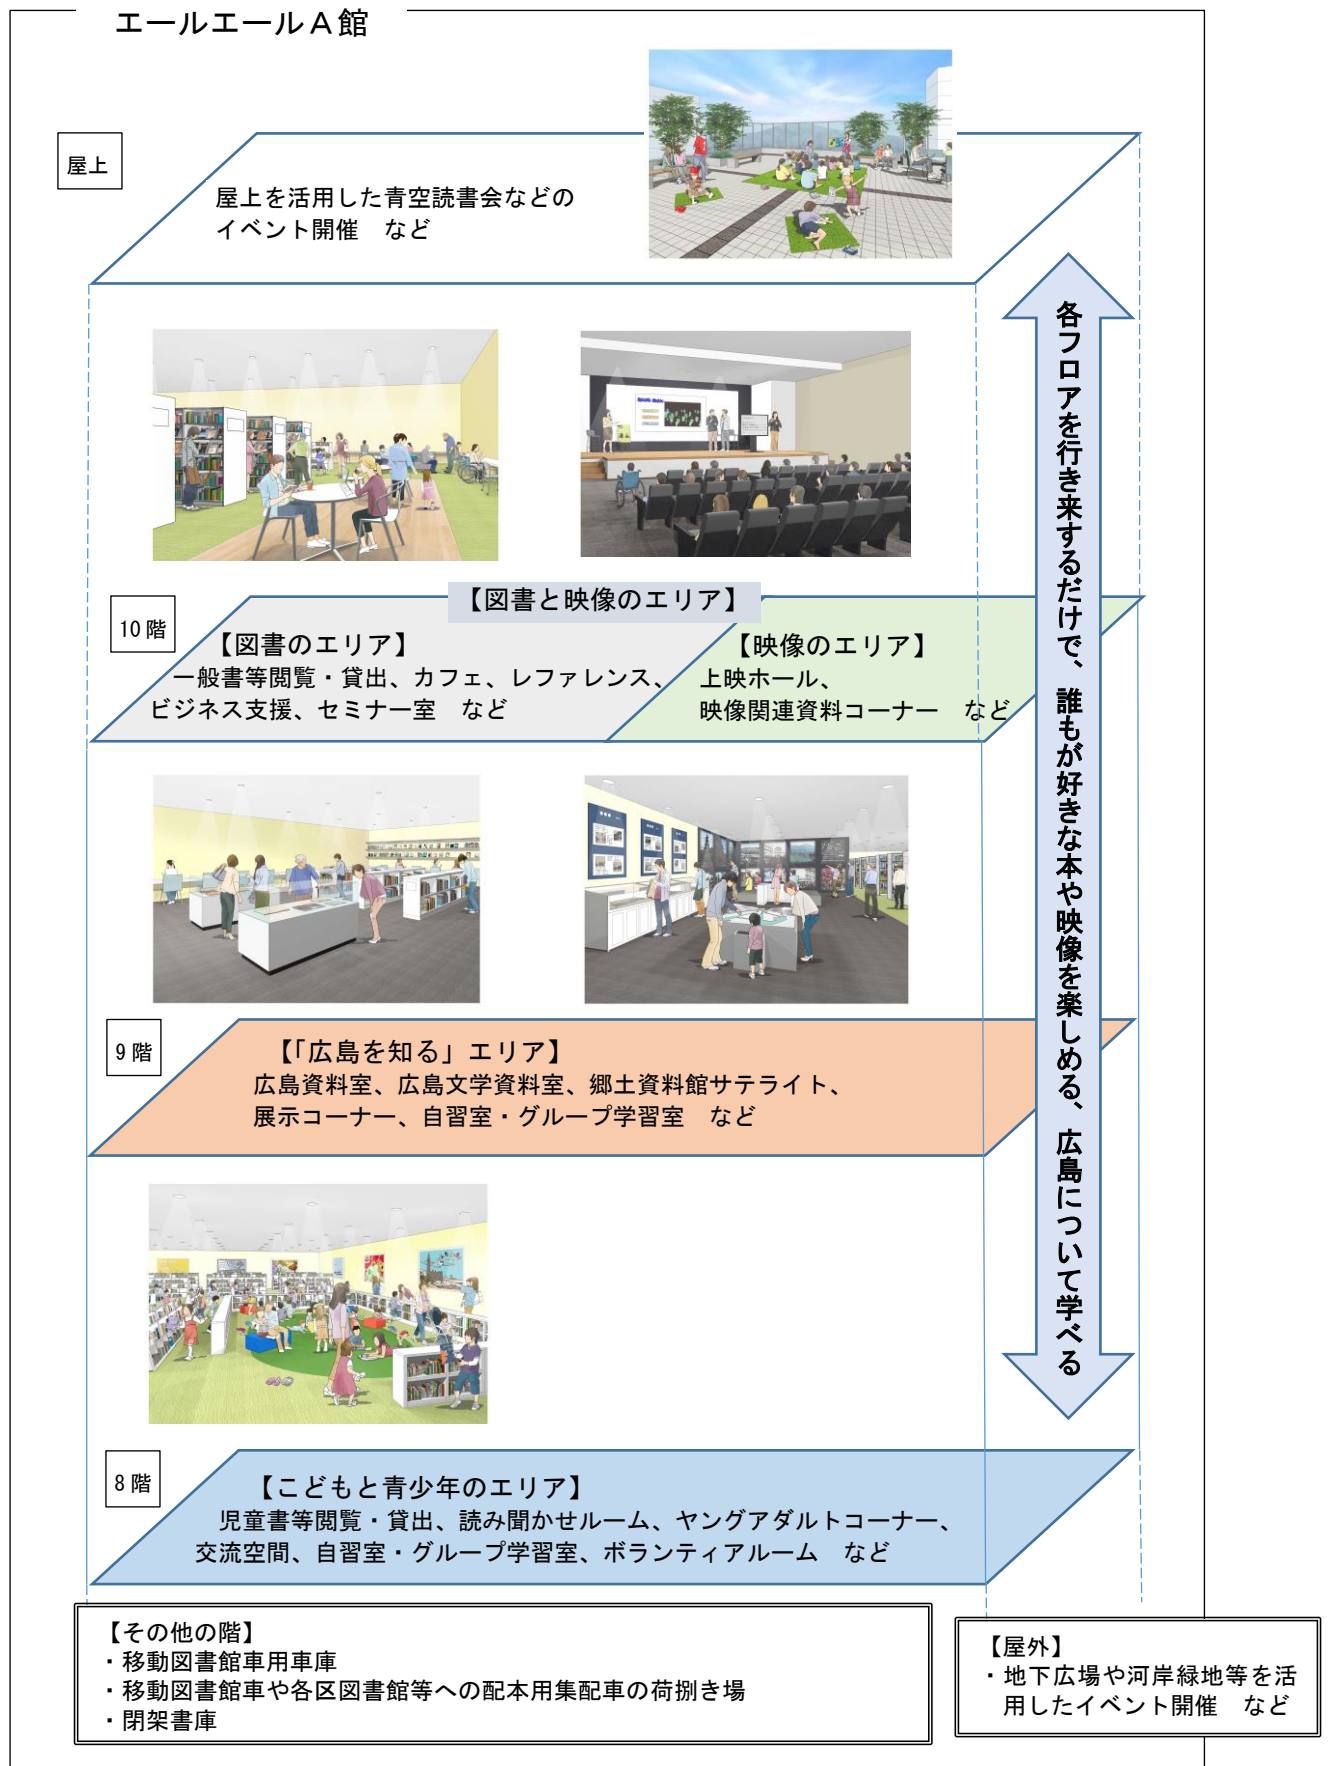 エールエールA館
屋上
屋上を活用した青空読書会などの
イベント開催　など
【図書と映像のエリア】
10階
【図書のエリア】
一般書等閲覧・貸出、カフェ、レファレンス、
ビジネス支援、セミナー室　など
【映像のエリア】
上映ホール、
映像関連資料コーナー　など
9階
【「広島を知る」エリア】
広島資料室、広島文学資料室、郷土資料館サテライト、
展示コーナー、自習室・グループ学習室　など
8階
【こどもと青少年のエリア】
児童書等閲覧・貸出、読み聞かせルーム、ヤングアダルトコーナー、
交流空間、自習室・グループ学習室、ボランティアルーム　など
各フロアを行き来するだけで、誰もが好きな本や映像を楽しめる、広島について学べる
【その他の階】
・移動図書館車用車庫
・移動図書館車や各区図書館等への配本用集配車の荷捌き場
・閉架書庫
【屋外】
・地下広場や河岸緑地等を活
用したイベント開催　など